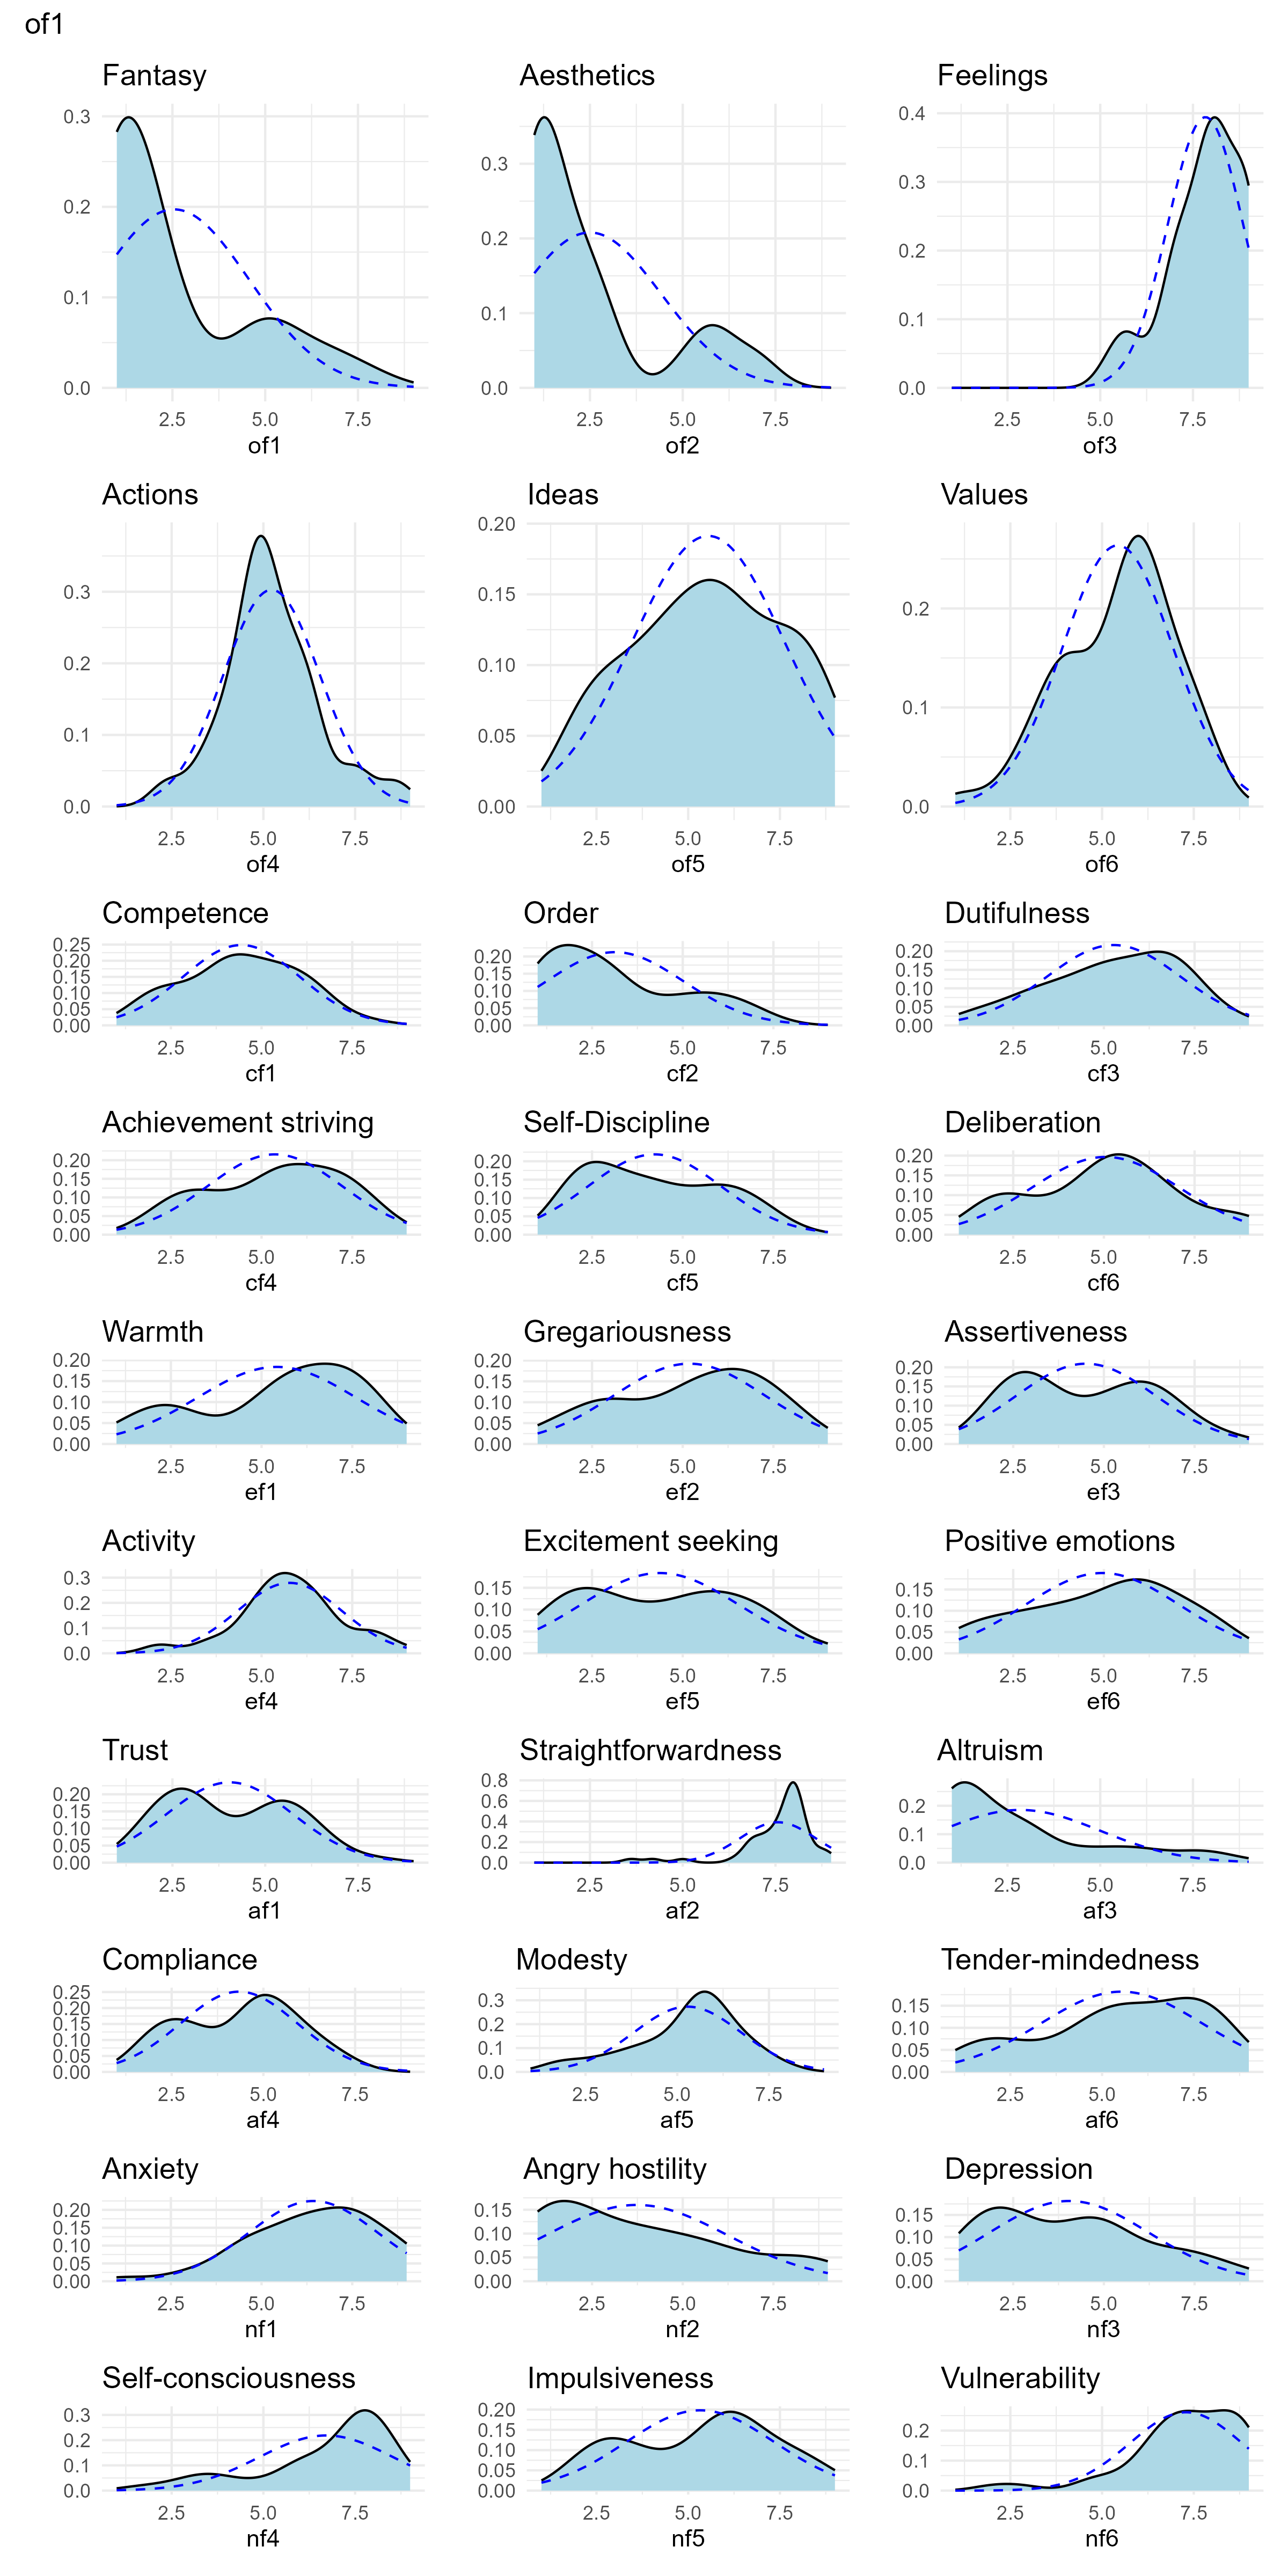 of1
Fantasy Aesthetics Feelings
0.3 0.2 0.1 0.0
2.5 5.0 7.5
of1
0.3 0.2 0.1 0.0
2.5 5.0 7.5
of2
0.4 0.3 0.2 0.1 0.0
2.5 5.0 7.5
of3
Actions Ideas Values
0.3 0.2 0.1 0.0
2.5 5.0 7.5
of4
0.20 0.15 0.10 0.05 0.00
2.5 5.0 7.5
of5
0.2 0.1 0.0
2.5 5.0 7.5
of6
Competence Order Dutifulness
0.25 0.20 0.15 0.10 0.05 0.00
2.5 5.0 7.5
cf1
0.20 0.15 0.10 0.05 0.00
2.5 5.0 7.5
cf2
0.20 0.15 0.10 0.05 0.00
2.5 5.0 7.5
cf3
Achievement striving Self-Discipline Deliberation
0.20 0.15 0.10 0.05 0.00
2.5 5.0 7.5
cf4
0.20 0.15 0.10 0.05 0.00
2.5 5.0 7.5
cf5
0.20 0.15 0.10 0.05 0.00
2.5 5.0 7.5
cf6
Warmth Gregariousness Assertiveness
0.20 0.15 0.10 0.05 0.00
2.5 5.0 7.5
ef1
0.20 0.15 0.10 0.05 0.00
2.5 5.0 7.5
ef2
0.20 0.15 0.10 0.05 0.00
2.5 5.0 7.5
ef3
Activity Excitement seeking Positive emotions
0.3 0.2 0.1 0.0
2.5 5.0 7.5
ef4
0.15 0.10 0.05 0.00
2.5 5.0 7.5
ef5
0.15 0.10 0.05 0.00
2.5 5.0 7.5
ef6
Trust Straightforwardness Altruism
0.20 0.15 0.10 0.05 0.00
2.5 5.0 7.5
af1
0.8 0.6 0.4 0.2 0.0
2.5 5.0 7.5
af2
0.2 0.1 0.0
2.5 5.0 7.5
af3
Compliance Modesty Tender-mindedness
0.25 0.20 0.15 0.10 0.05 0.00
2.5 5.0 7.5
af4
0.3 0.2 0.1 0.0
2.5 5.0 7.5
af5
0.15 0.10 0.05 0.00
2.5 5.0 7.5
af6
Anxiety Angry hostility Depression
0.20 0.15 0.10 0.05 0.00
2.5 5.0 7.5
nf1
0.15 0.10 0.05 0.00
2.5 5.0 7.5
nf2
0.15 0.10 0.05 0.00
2.5 5.0 7.5
nf3
Self-consciousness Impulsiveness Vulnerability
0.3 0.2 0.1 0.0
2.5 5.0 7.5
nf4
0.20 0.15 0.10 0.05 0.00
2.5 5.0 7.5
nf5
0.2 0.1 0.0
2.5 5.0 7.5
nf6